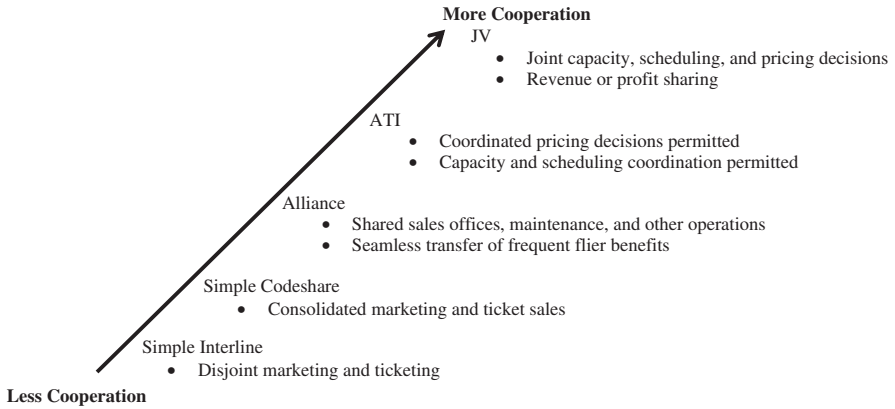 More Cooperation
JV
• Joint capacity, scheduling, and pricing decisions
• Revenue or profit sharing
ATI
• Coordinated pricing decisions permitted
• Capacity and scheduling coordination permitted
Alliance
• Shared sales offices, maintenance, and other operations
• Seamless transfer of frequent flier benefits
Simple Codeshare
• Consolidated marketing and ticket sales
Simple Interline
• Disjoint marketing and ticketing
Less Cooperation